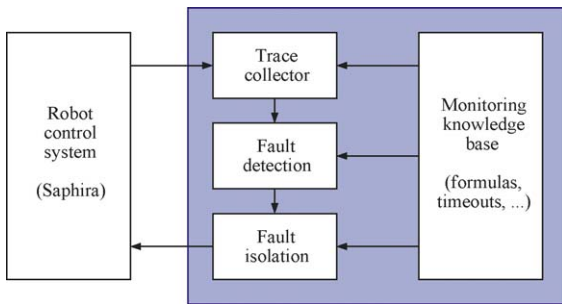 Robot
control
system
(Saphira)
Trace
collector
Fault
detection
Fault
isolation
Monitoring
knowledge
base
(formulas,
timeouts, ...)